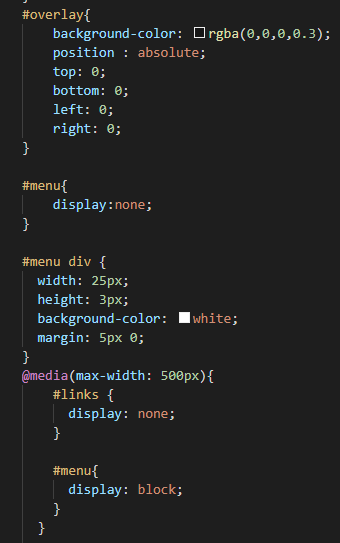 }
#overlay{
background-color: rgba(0,0,0,0.3);
position : absolute;
top: 0;
bottom: 0;
left: 0;
right: 0;
}
#menu{
display:none;
}
#menu div {
width: 25px;
height: 3px;
background-color: white;
margin: 5px 0;
}
@media(max-width: 500px){
#links {
display: none;
}
#menu{
display: block;
}
}